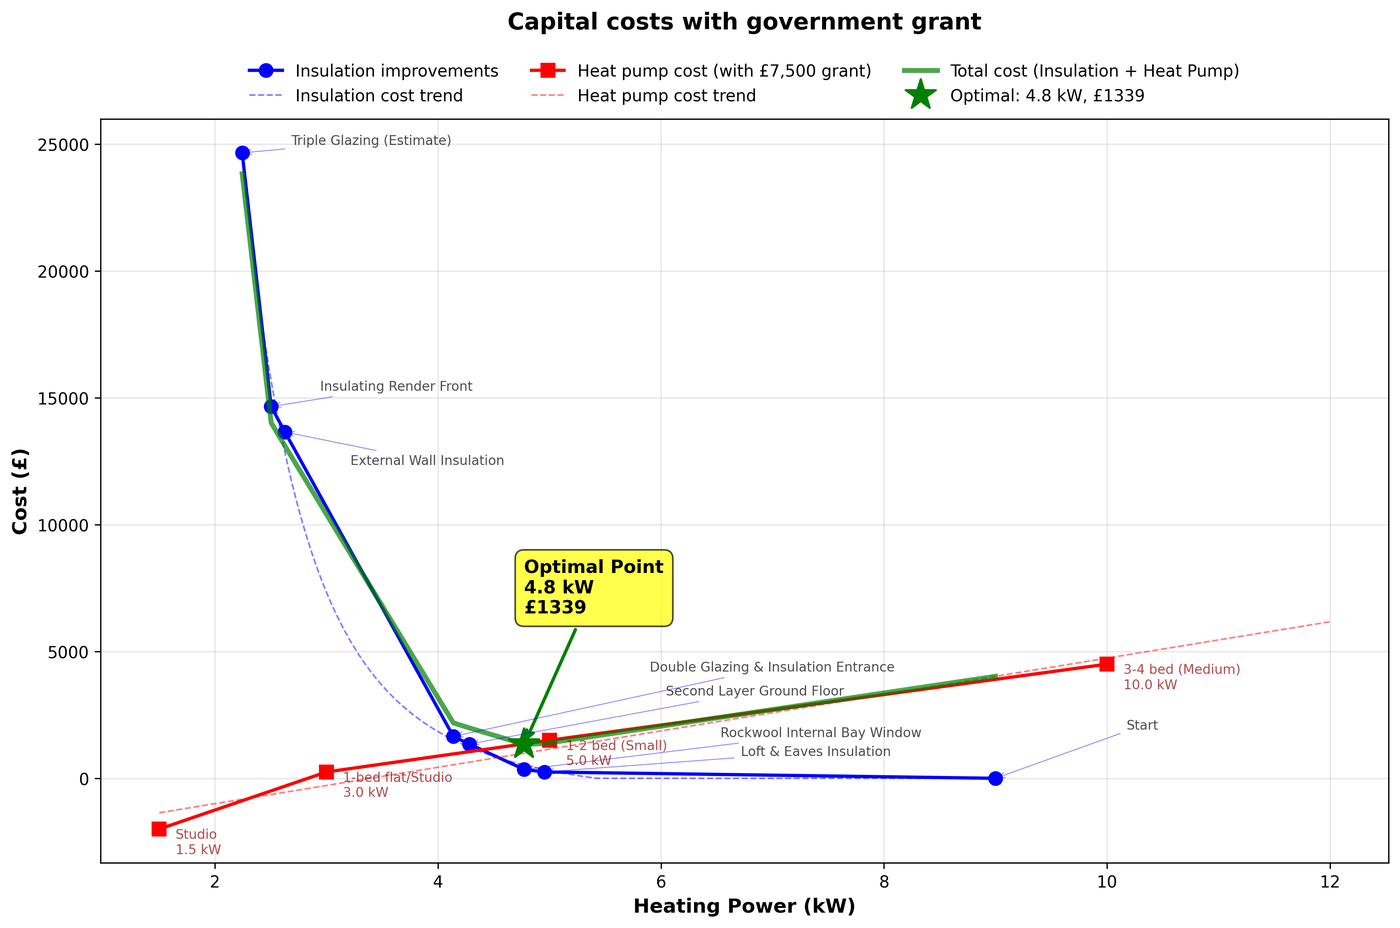 Capital costs with government grant
Insulation improvements
Insulation cost trend
Heat pump cost (with £7,500 grant)
Heat pump cost trend
Total cost (Insulation + Heat Pump)
Optimal: 4.8 kW, £1339
Cost (£)
25000
20000
15000
10000
5000
0
Triple Glazing (Estimate)
Insulating Render Front
External Wall Insulation
Optimal Point
4.8 kW
£1339
Double Glazing & Insulation Entrance
Second Layer Ground Floor
Rockwool Internal Bay Window
Loft & Eaves Insulation
Start
Studio
1.5 kW
1-bed flat/Studio
3.0 kW
1-2 bed (Small)
5.0 kW
3-4 bed (Medium)
10.0 kW
2
4
6
8
10
12
Heating Power (kW)